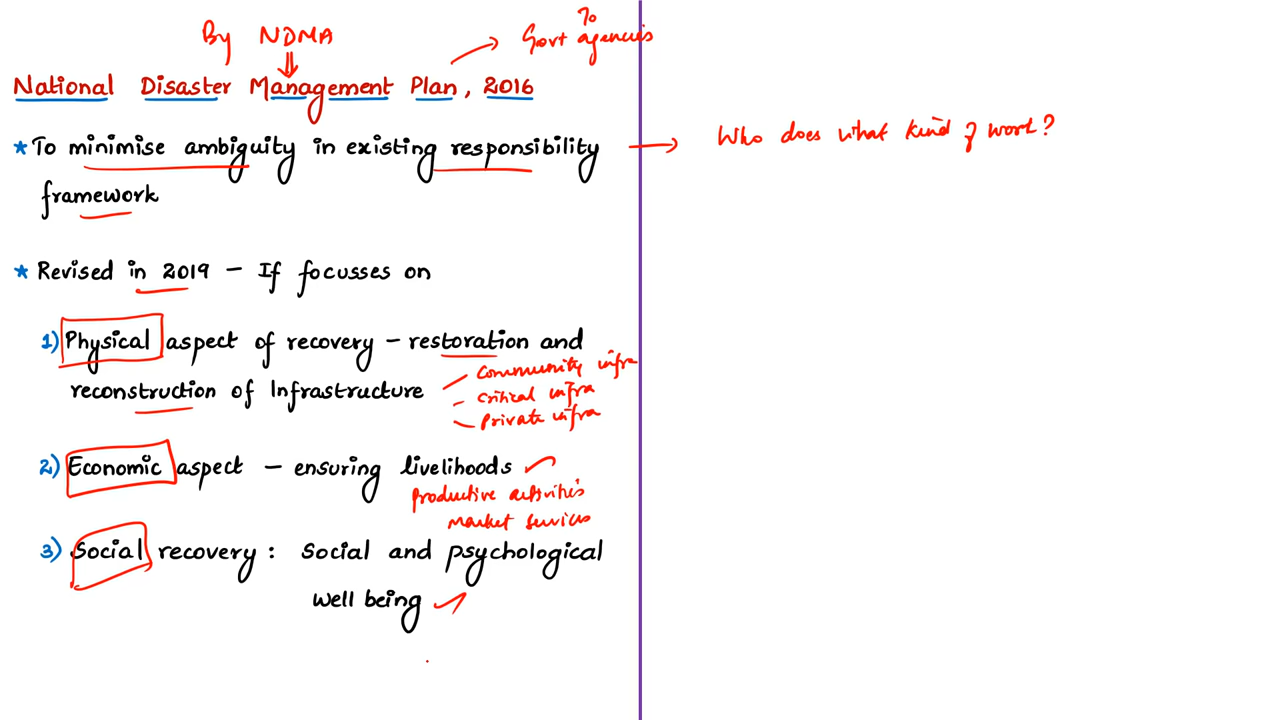 By NDMA
To
Govt agencies
National Disaster Management Plan, 2016
* To minimise ambiguity in existing responsibility
framework
Who does what kind of work?
* Revised in 2019 - If focusses on
1) Physical aspect of recovery - restoration and
reconstruction of Infrastructure
Community infra
Critical infra
Private infra
2) Economic aspect - ensuring livelihoods
Productive activities
market services
3) Social recovery : Social and psychological
Well being